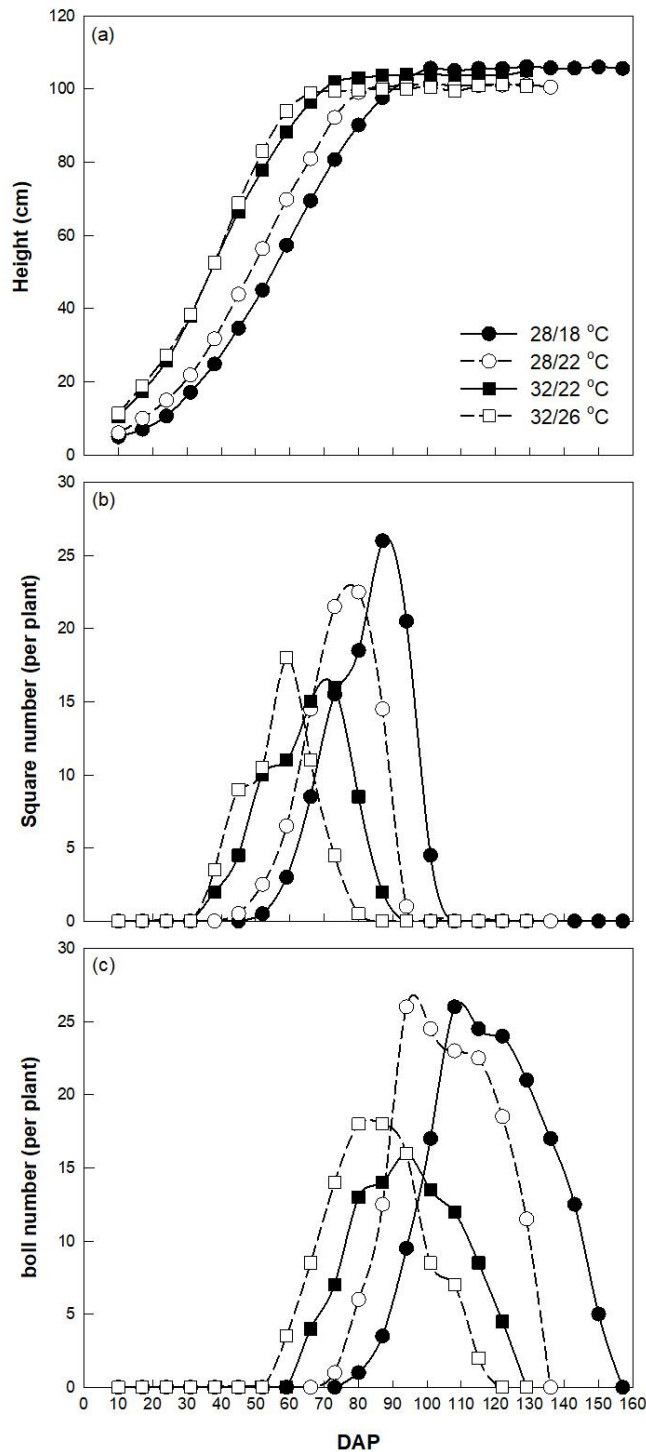 120
(a)
100
80
60
40
20
0
Height (cm)
28/18 °C
28/22 °C
32/22 °C
32/26 °C
30
(b)
25
20
15
10
5
0
Square number (per plant)
30
(c)
25
20
15
10
5
0
boll number (per plant)
0 10 20 30 40 50 60 70 80 90 100 110 120 130 140 150 160
DAP